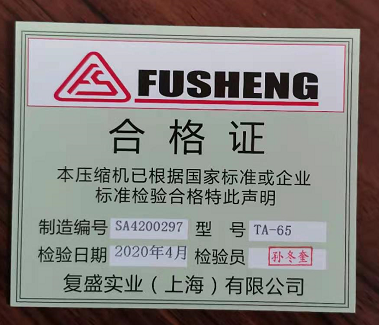 FUSHENG
合格证
本压缩机已根据国家标准或企业
标准检验合格特此声明
制造编号 SA4200297 型 号 TA-65
检验日期 2020年4月 检验员 孙冬奎
复盛实业（上海）有限公司